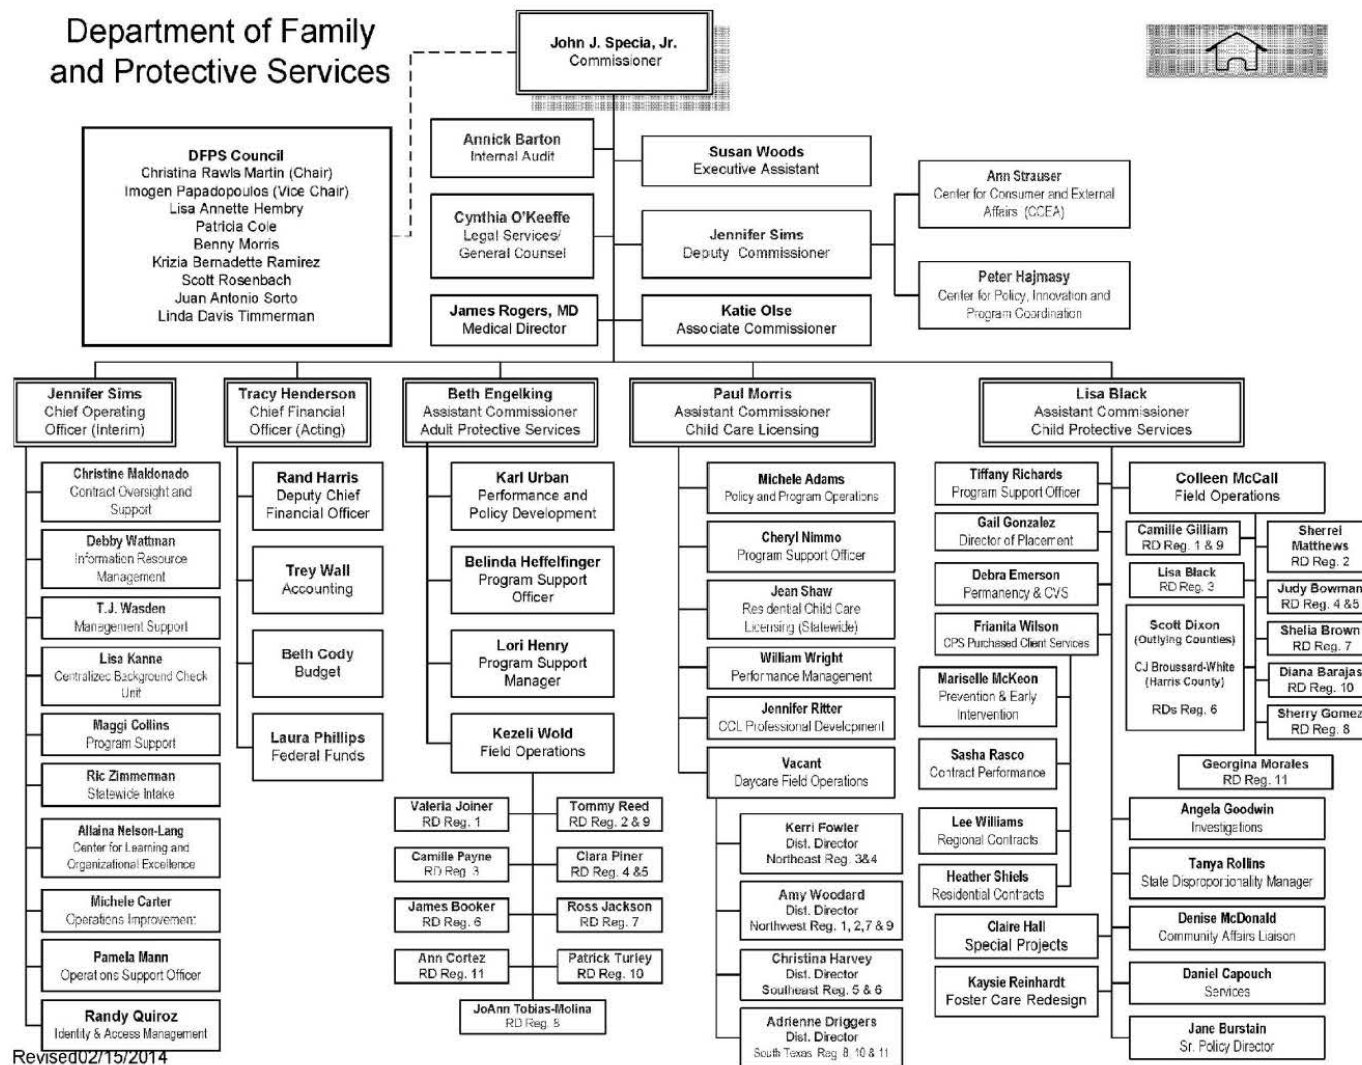 Department of Family
and Protective Services
John J. Specia, Jr.
Commissioner
DFPS Council
Christina Rawls Martin (Chair)
Imogen Papadopoulos (Vice Chair)
Lisa Annette Hembry
Patricia Cole
Benny Morris
Krizia Bernadette Ramirez
Scott Rosenbach
Juan Antonio Sorto
Linda Davis Timmerman
Annick Barton
Internal Audit
Susan Woods
Executive Assistant
Cynthia O'Keeffe
Legal Services/
General Counsel
Jennifer Sims
Deputy Commissioner
Ann Strauser
Center for Consumer and External
Affairs (CCEA)
Peter Hajmasy
Center for Policy, Innovation and
Program Coordination
James Rogers, MD
Medical Director
Katie Olse
Associate Commissioner
Jennifer Sims
Chief Operating
Officer (Interim)
Christine Maldonado
Contract Oversight and
Support
Debby Wattman
Information Resource
Management
T.J. Wasden
Management Support
Lisa Kanne
Centralized Background Check
Unit
Maggi Collins
Program Support
Ric Zimmerman
Statewide Intake
Allaina Nelson-Lang
Center for Learning and
Organizational Excellence
Michele Carter
Operations Improvement
Pamela Mann
Operations Support Officer
Randy Quiroz
Identity & Access Management
Tracy Henderson
Chief Financial
Officer (Acting)
Rand Harris
Deputy Chief
Financial Officer
Trey Wall
Accounting
Beth Cody
Budget
Laura Phillips
Federal Funds
Beth Engelking
Assistant Commissioner
Adult Protective Services
Karl Urban
Performance and
Policy Development
Belinda Heffelfinger
Program Support
Officer
Lori Henry
Program Support
Manager
Kezeli Wold
Field Operations
Valeria Joiner
RD Reg. 1
Tommy Reed
RD Reg. 2 & 9
Camille Payne
RD Reg. 3
Clara Piner
RD Reg. 4 &5
James Booker
RD Reg. 6
Ross Jackson
RD Reg. 7
Ann Cortez
RD Reg. 11
Patrick Turley
RD Reg. 10
JoAnn Tobias-Molina
RD Reg. 8
Paul Morris
Assistant Commissioner
Child Care Licensing
Michele Adams
Policy and Program Operations
Cheryl Nimmo
Program Support Officer
Jean Shaw
Residential Child Care
Licensing (Statewide)
William Wright
Performance Management
Jennifer Ritter
CCL Professional Development
Vacant
Daycare Field Operations
Kerri Fowler
Dist. Director
Northeast Reg. 3&4
Amy Woodard
Dist. Director
Northwest Reg. 1, 2,7 & 9
Christina Harvey
Dist. Director
Southeast Reg. 5 & 6
Adrienne Driggers
Dist. Director
South Texas Reg. 8, 10 & 11
Lisa Black
Assistant Commissioner
Child Protective Services
Tiffany Richards
Program Support Officer
Gail Gonzalez
Director of Placement
Debra Emerson
Permanency & CVS
Frianita Wilson
CPS Purchased Client Services
Mariselle McKeon
Prevention & Early
Intervention
Sasha Rasco
Contract Performance
Lee Williams
Regional Contracts
Heather Shiels
Residential Contracts
Claire Hall
Special Projects
Kaysie Reinhardt
Foster Care Redesign
Colleen McCall
Field Operations
Camille Gilliam
RD Reg. 1 & 9
Sherrei
Matthews
RD Reg. 2
Lisa Black
RD Reg. 3
Judy Bowman
RD Reg. 4 &5
Scott Dixon
(Outlying Counties)
CJ Broussard-White
(Harris County)
RDs Reg. 6
Shelia Brown
RD Reg. 7
Diana Barajas
RD Reg. 10
Sherry Gomez
RD Reg. 8
Georgina Morales
RD Reg. 11
Angela Goodwin
Investigations
Tanya Rollins
State Disproportionality Manager
Denise McDonald
Community Affairs Liaison
Daniel Capouch
Services
Jane Burstain
Sr. Policy Director
Revised02/15/2014